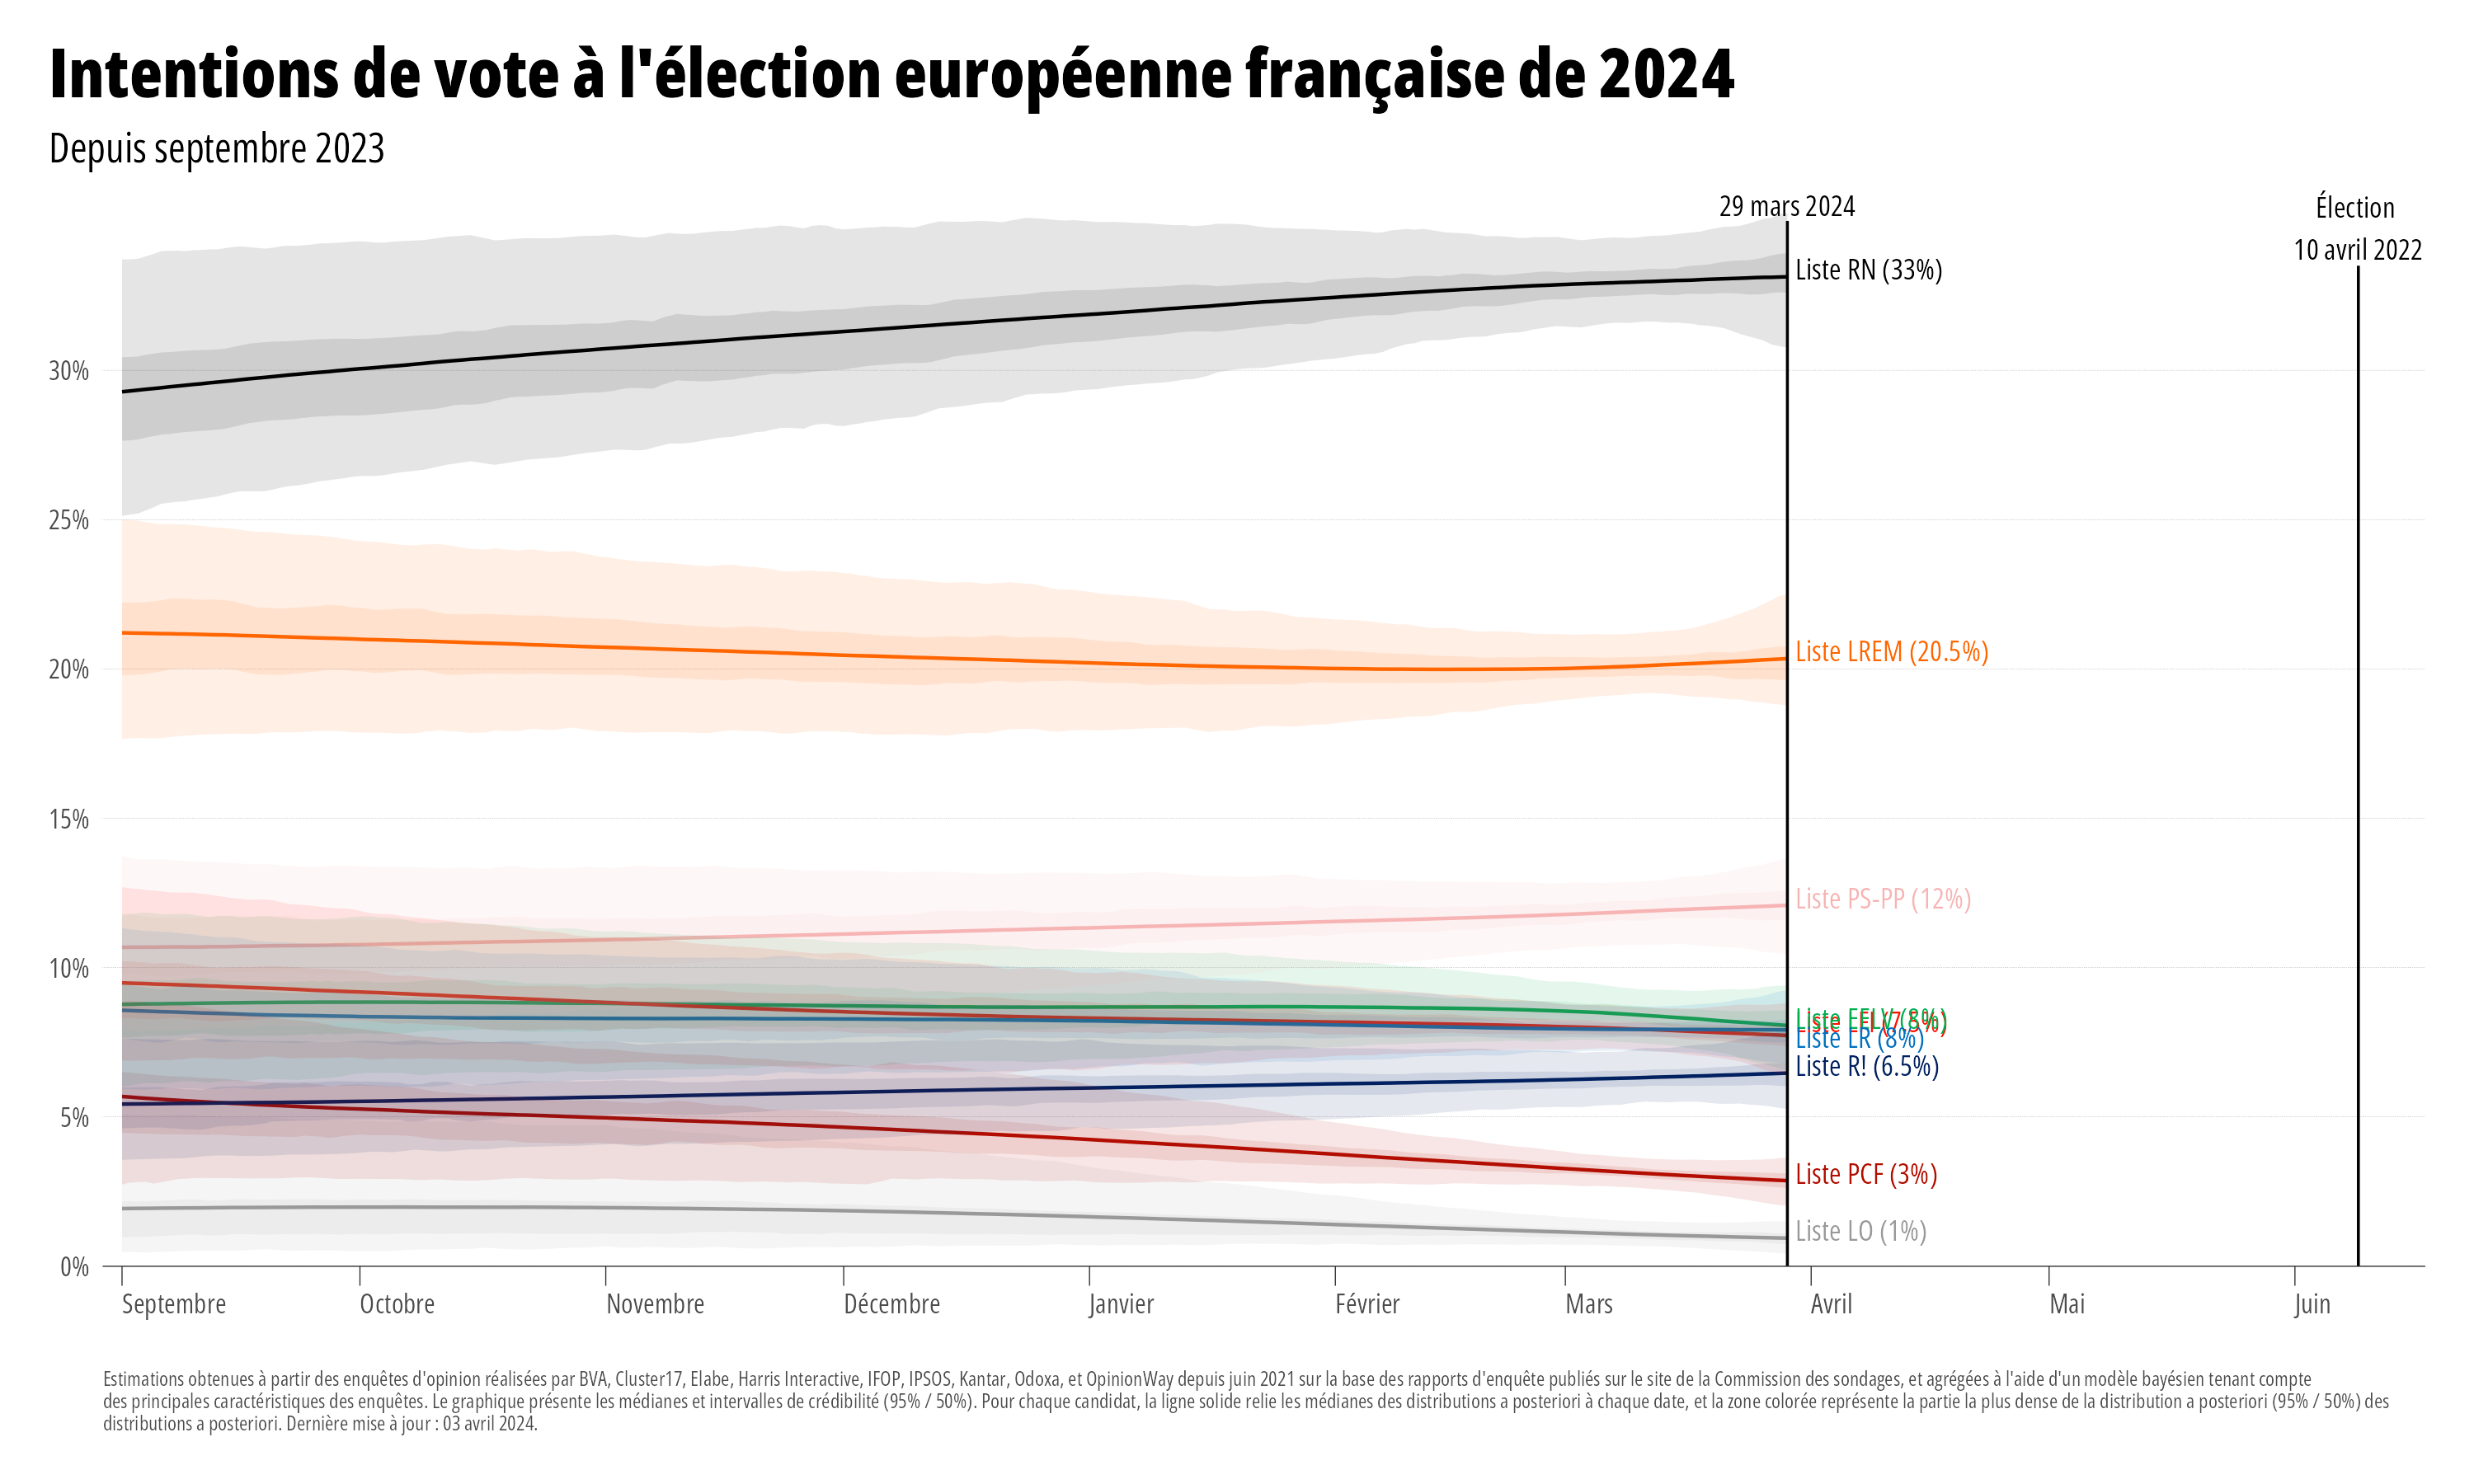 Intentions de vote à l'élection européenne française de 2024
Depuis septembre 2023
29 mars 2024
Élection
10 avril 2022
Liste RN (33%)
30%
25%
Liste LREM (20.5%)
20%
15%
Liste PS-PP (12%)
10%
Liste EELV (8%)
(7.5%)
Liste LR (8%)
Liste R! (6.5%)
5%
Liste PCF (3%)
Liste LO (1%)
0%
Septembre
Octobre
Novembre
Décembre
Janvier
Février
Mars
Avril
Mai
Juin
Estimations obtenues à partir des enquêtes d'opinion réalisées par BVA, Cluster17, Elabe, Harris Interactive, IFOP, IPSOS, Kantar, Odoxa, et OpinionWay depuis juin 2021 sur la base des rapports d'enquête publiés sur le site de la Commission des sondages, et agrégées à l'aide d'un modèle bayésien tenant compte
des principales caractéristiques des enquêtes. Le graphique présente les médianes et intervalles de crédibilité (95% / 50%). Pour chaque candidat, la ligne solide relie les médianes des distributions a posteriori à chaque date, et la zone colorée représente la partie la plus dense de la distribution a posteriori (95% / 50%) des
distributions a posteriori. Dernière mise à jour : 03 avril 2024.